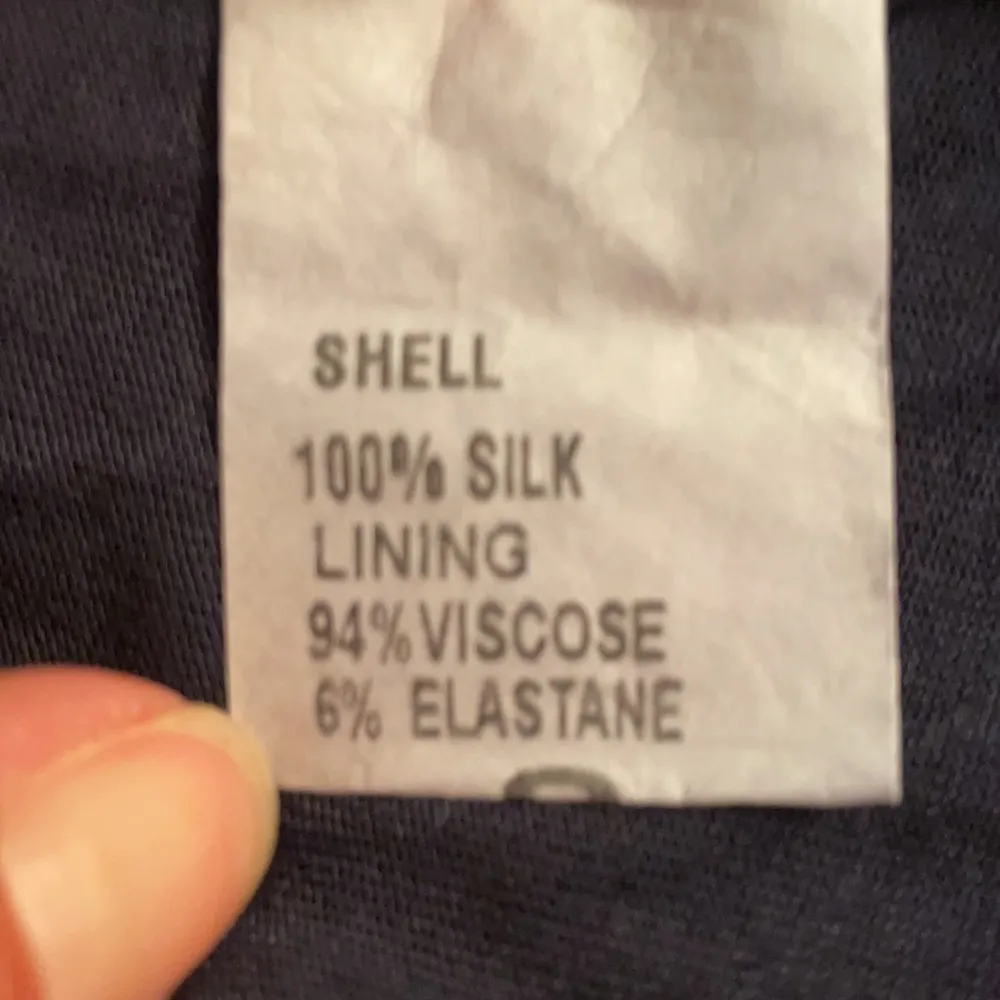 SHELL
100% SILK
LINING
94% VISCOSE
6% ELASTANE